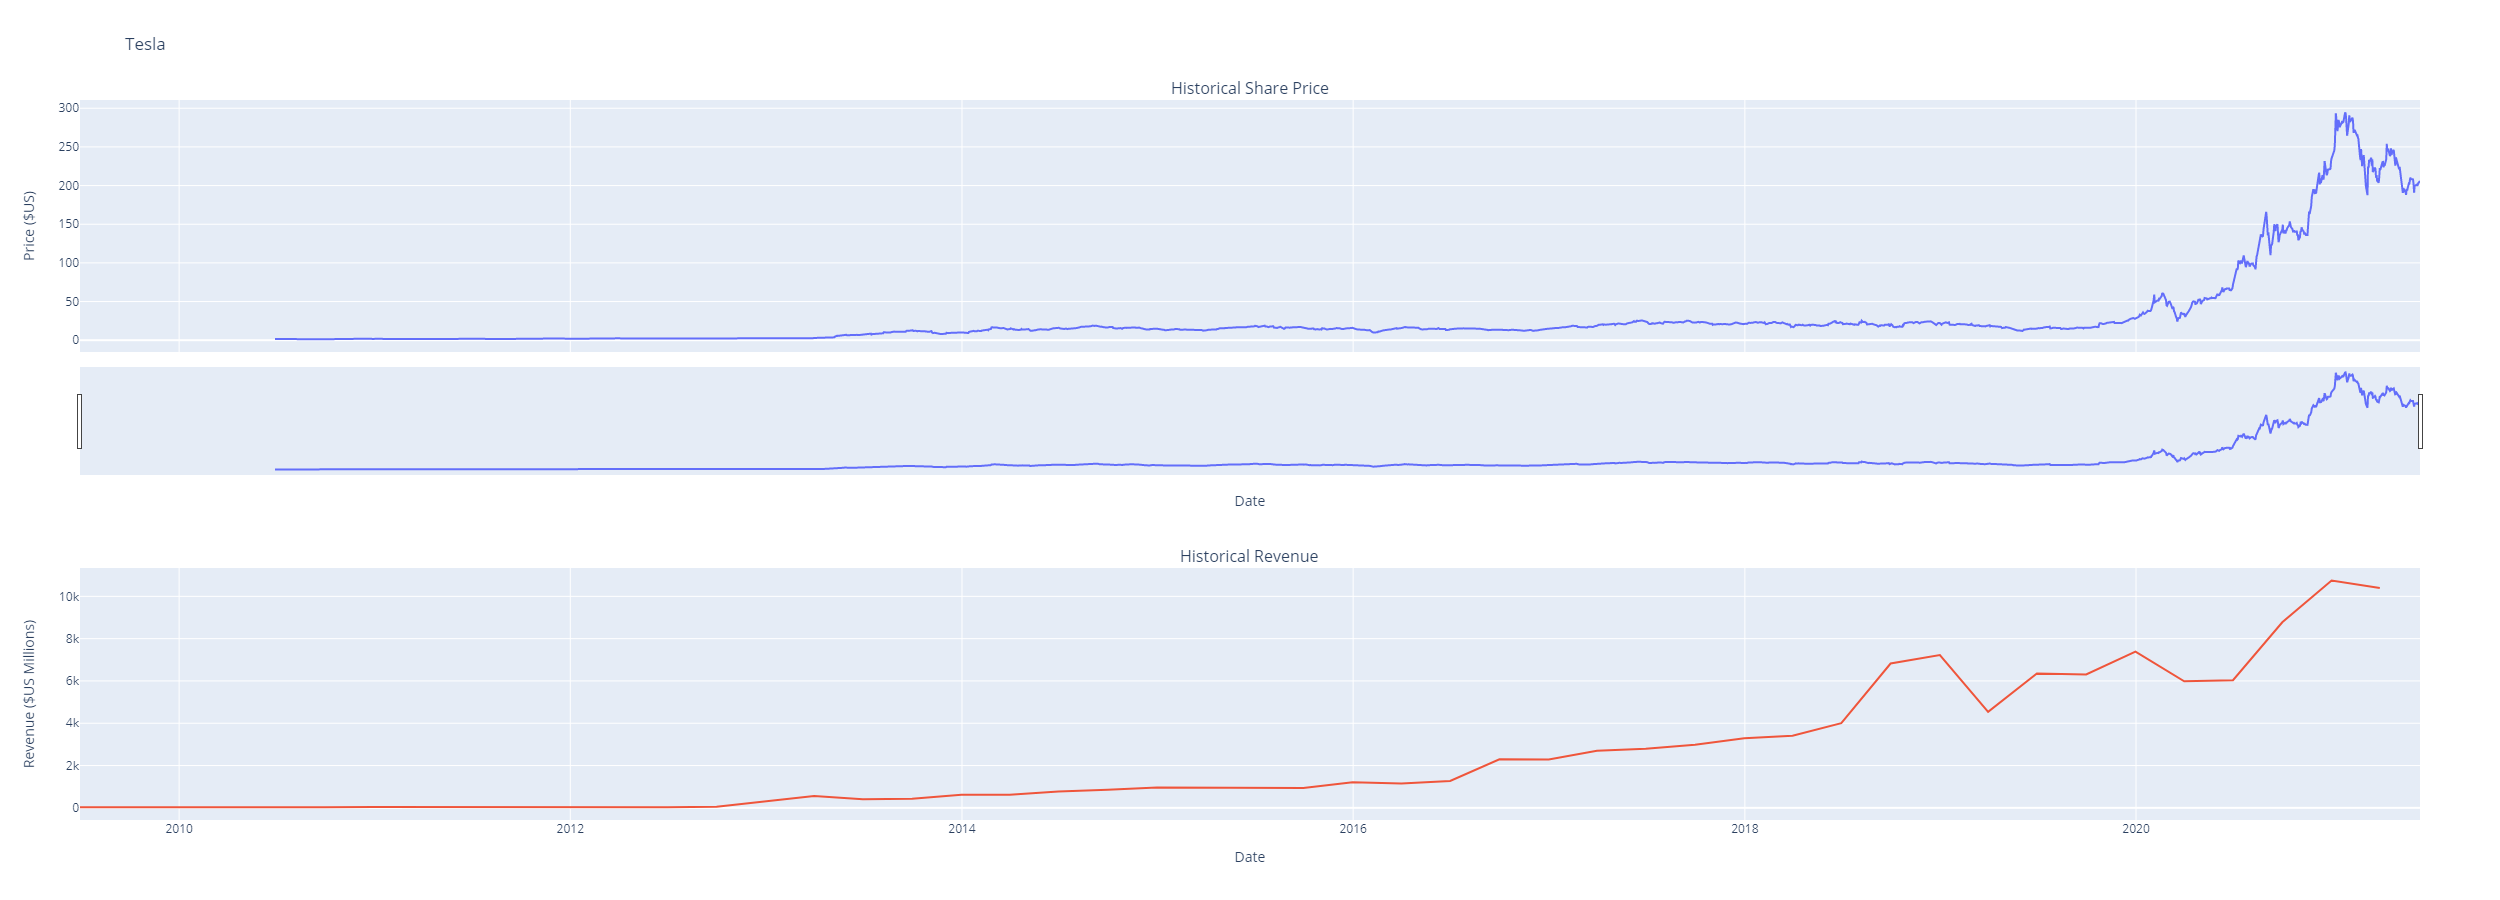 Tesla
Historical Share Price
Price ($US)
300
250
200
150
100
50
0
Date
Historical Revenue
Revenue ($US Millions)
10k
8k
6k
4k
2k
0
2010 2012 2014 2016 2018 2020
Date